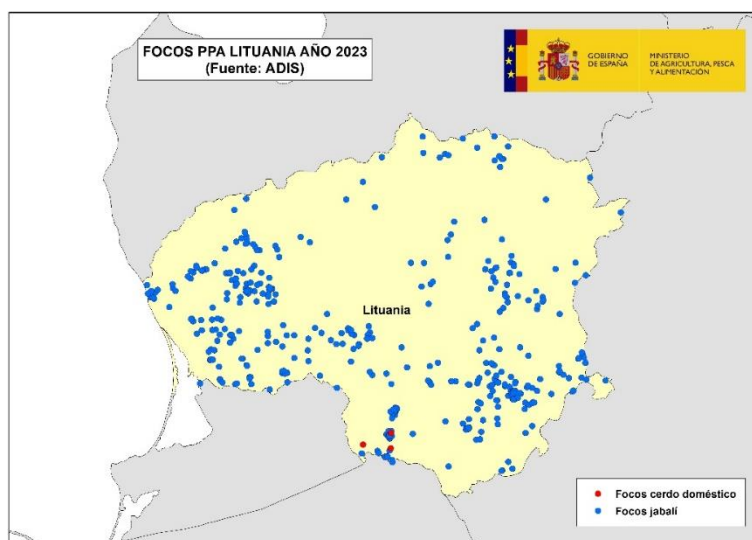 FOCOS PPA LITUANIA AÑO 2023
(Fuente: ADIS)
GOBIERNO
DE ESPAÑA
MINISTERIO
DE AGRICULTURA, PESCA
Y ALIMENTACIÓN
Lituania
Focos cerdo doméstico
Focos jabalí